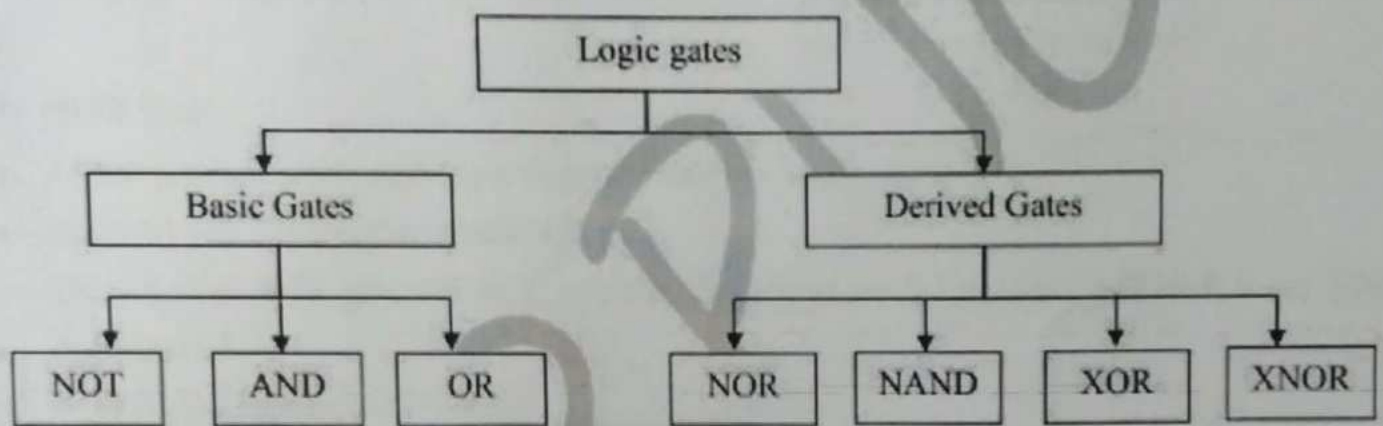 Logic gates
Basic Gates Derived Gates
NOT AND OR NOR NAND XOR XNOR